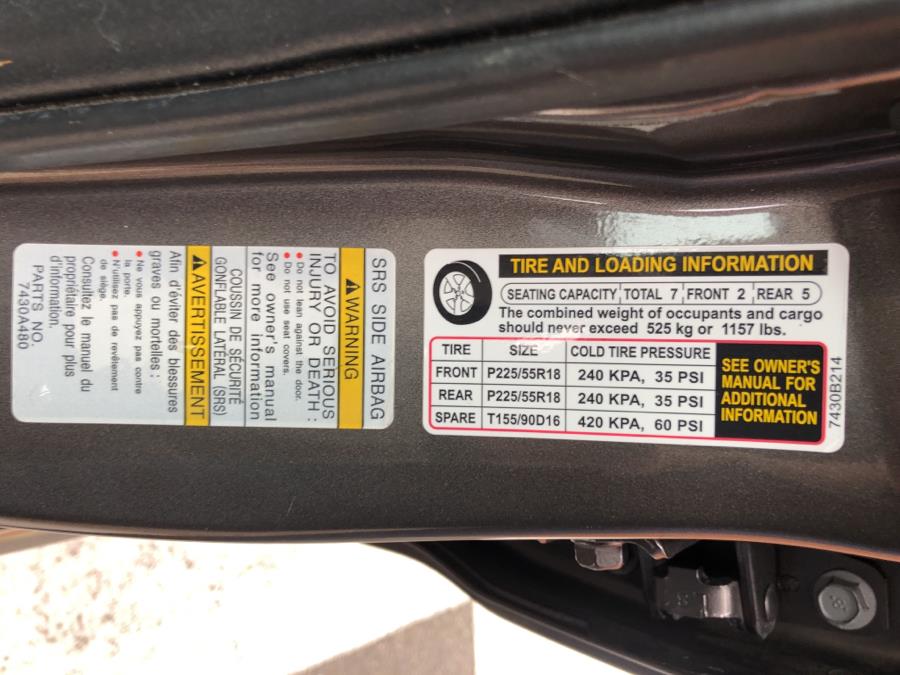 TIRE AND LOADING INFORMATION
SEATING CAPACITY TOTAL 7 FRONT 2 REAR 5
The combined weight of occupants and cargo
should never exceed 525 kg or 1157 lbs.
TIRE SIZE COLD TIRE PRESSURE
FRONT P225/55R18 240 KPA, 35 PSI
REAR P225/55R18 240 KPA, 35 PSI
SPARE T155/90D16 420 KPA, 60 PSI
SEE OWNER'S
MANUAL FOR
ADDITIONAL
INFORMATION
7430B214
SRS SIDE AIRBAG
WARNING
TO AVOID SERIOUS
INJURY OR DEATH :
• Do not lean against the door.
• Do not use seat covers.
See owner's manual
for more information
COUSSIN DE SÉCURITÉ
GONFLABLE LATÉRAL (SRS)
AVERTISSEMENT
Afin d'éviter des blessures
graves ou mortelles :
• Ne vous appuyez pas contre
la porte.
• N'utilisez pas de revêtement
de siège.
Consultez le manuel du
propriétaire pour plus
d'information.
PARTS NO.
7430A480
8